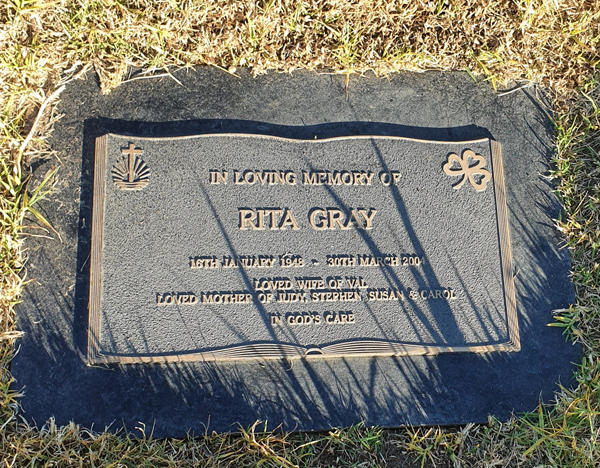 IN LOVING MEMORY OF
RITA GRAY
16TH JANUARY 1948 - 30TH MARCH 2004
LOVED WIFE OF VAL
LOVED MOTHER OF JUDY, STEPHEN, SUSAN & CAROL
IN GOD'S CARE